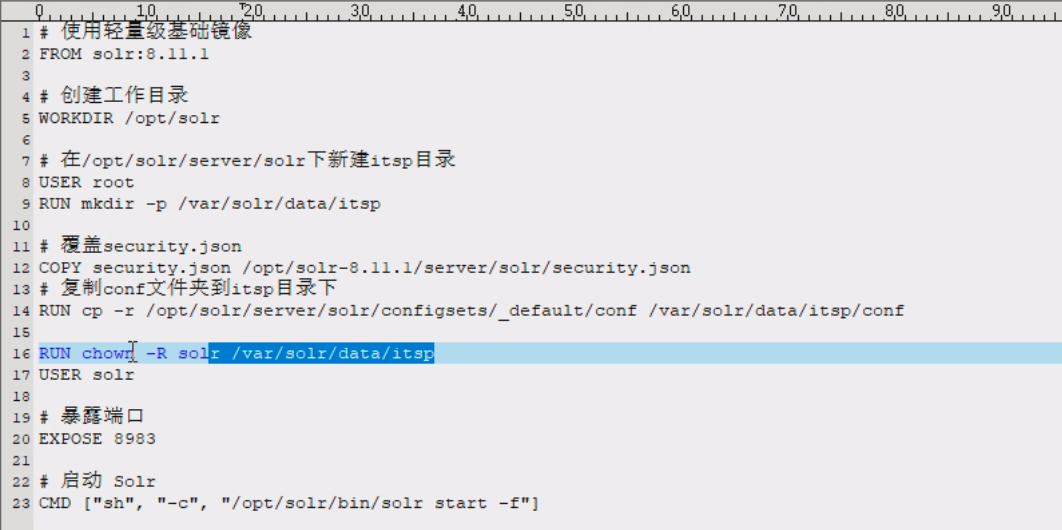 0 10 20 30 40 50 60 70 80 90
1 # 使用轻量级基础镜像
2 FROM solr:8.11.1
3
4 # 创建工作目录
5 WORKDIR /opt/solr
6
7 # 在/opt/solr/server/solr下新建itsp目录
8 USER root
9 RUN mkdir -p /var/solr/data/itsp
10
11 # 覆盖security.json
12 COPY security.json /opt/solr-8.11.1/server/solr/security.json
13 # 复制conf文件夹到itsp目录下
14 RUN cp -r /opt/solr/server/solr/configsets/_default/conf /var/solr/data/itsp/conf
15
16 RUN chown -R solr /var/solr/data/itsp
17 USER solr
18
19 # 暴露端口
20 EXPOSE 8983
21
22 # 启动 Solr
23 CMD ["sh", "-c", "/opt/solr/bin/solr start -f"]